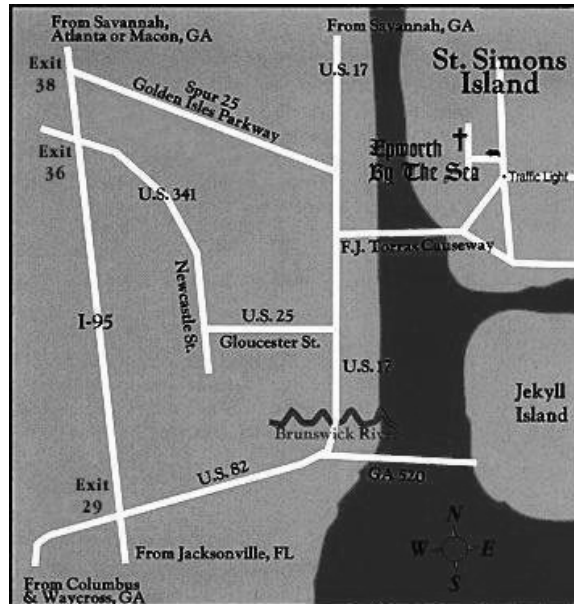 From Savannah,
Atlanta or Macon, GA
From Savannah, GA
Exit
38
U.S. 17
St. Simons
Island
Spur 25
Golden Isles Parkway
Exit
36
Epworth
By The Sea
Traffic Light
U.S. 341
F.J. Torras Causeway
Newcastle St.
I-95
U.S. 25
Gloucester St.
U.S. 17
Jekyll
Island
Brunswick River
U.S. 82
GA 520
Exit
29
N
W
E
S
From Jacksonville, FL
From Columbus
& Waycross, GA